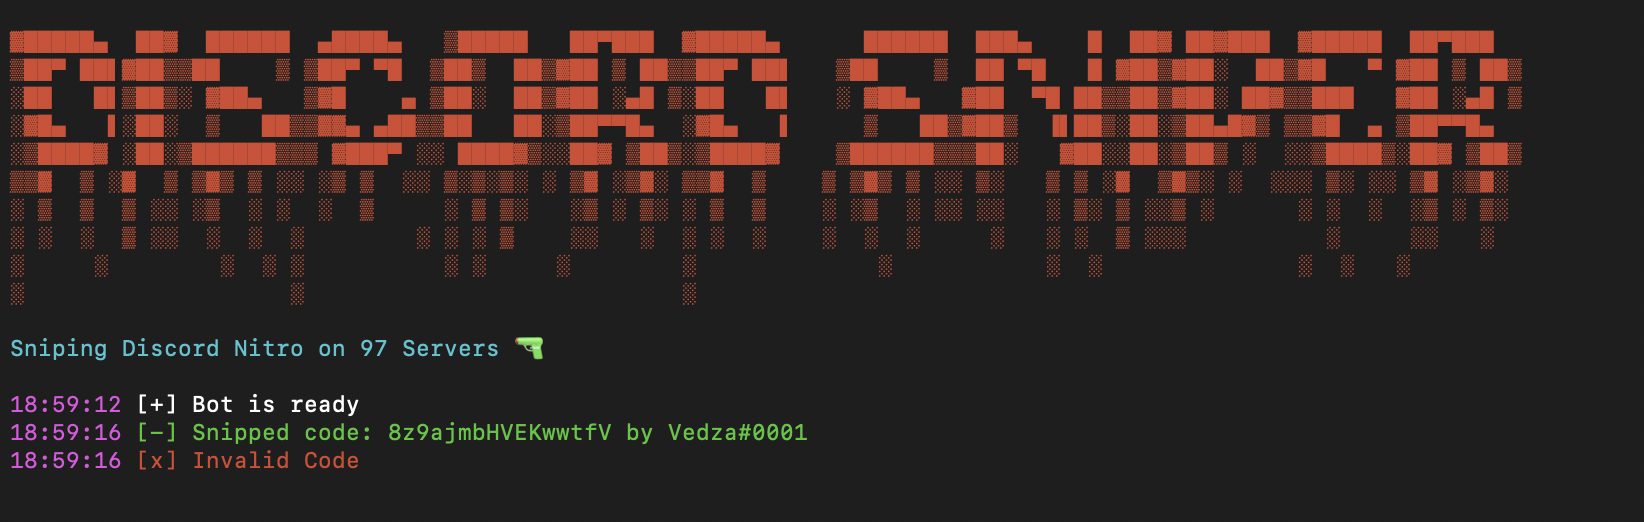 DISCORD SNIPER
Sniping Discord Nitro on 97 Servers 🔫
18:59:12 [+] Bot is ready
18:59:16 [-] Snipped code: 8z9ajmbHVEKwwtfV by Vedza#0001
18:59:16 [x] Invalid Code